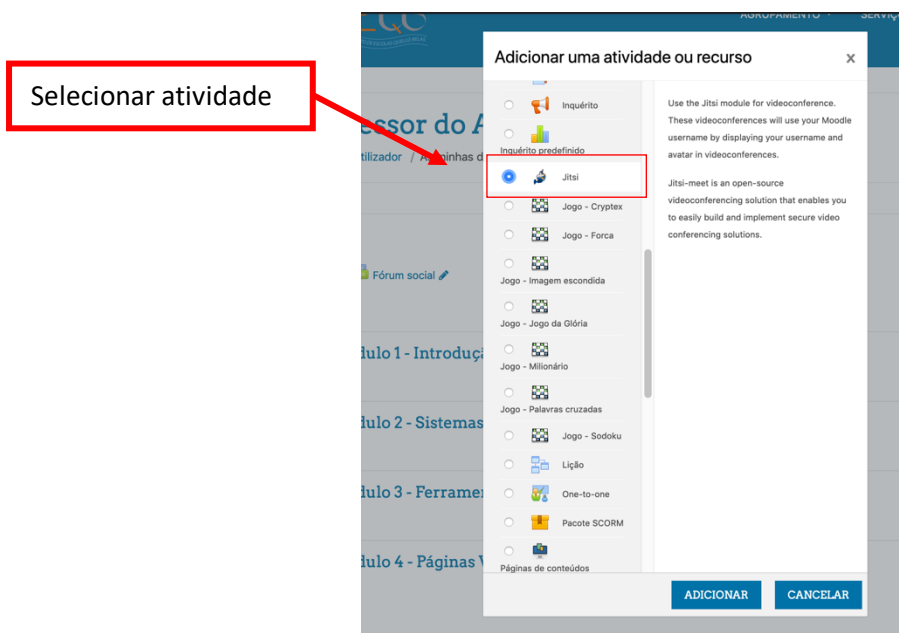 AGRUPAMENTO
SERVIÇO
Adicionar uma atividade ou recurso
x
Selecionar atividade
essor do A
tilizador / As minhas d
Fórum social
dulo 1 - Introduçã
dulo 2 - Sistemas
dulo 3 - Ferramen
dulo 4 - Páginas V
Inquérito
Inquérito predefinido
Jitsi
Jogo - Cryptex
Jogo - Forca
Jogo - Imagem escondida
Jogo - Jogo da Glória
Jogo - Milionário
Jogo - Palavras cruzadas
Jogo - Sodoku
Lição
One-to-one
Pacote SCORM
Páginas de conteúdos
Use the Jitsi module for videoconference.
These videoconferences will use your Moodle
username by displaying your username and
avatar in videoconferences.
Jitsi-meet is an open-source
videoconferencing solution that enables you
to easily build and implement secure video
conferencing solutions.
ADICIONAR
CANCELAR